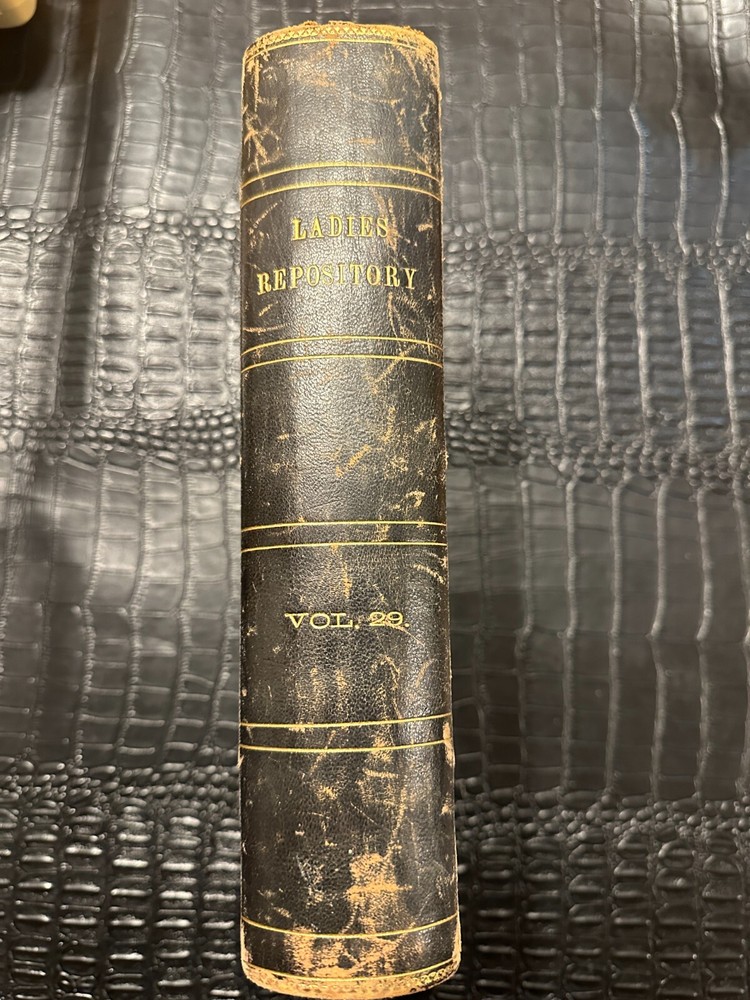 LADIES
REPOSITORY
VOL. 29.